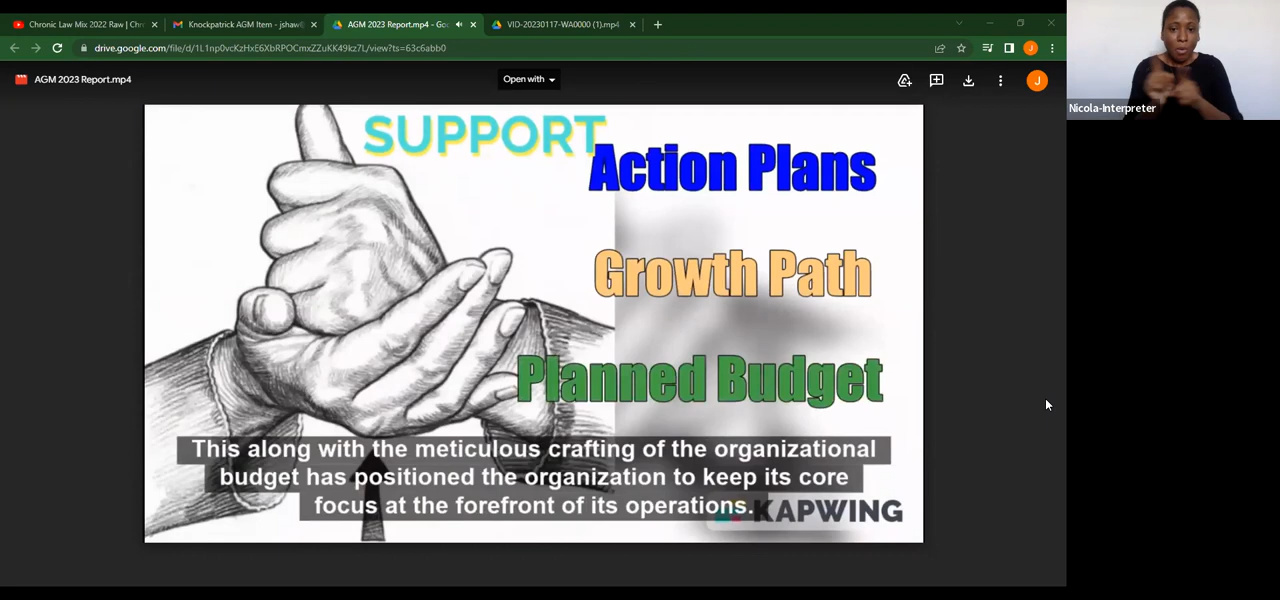 Chronic Law Mix 2022 Raw | Chr
Knockpatrick AGM Item - jshaw
AGM 2023 Report.mp4 - Goo
VID-20230117-WA0000 (1).mp4
drive.google.com/file/d/1L1np0vcKzHxE6XbRPOCmxZZuKK49kz7L/view?ts=63c6abb0
J
AGM 2023 Report.mp4
Open with
J
Nicola-Interpreter
SUPPORT
Action Plans
Growth Path
Planned Budget
This along with the meticulous crafting of the organizational
budget has positioned the organization to keep its core
focus at the forefront of its operations.
KAPWING